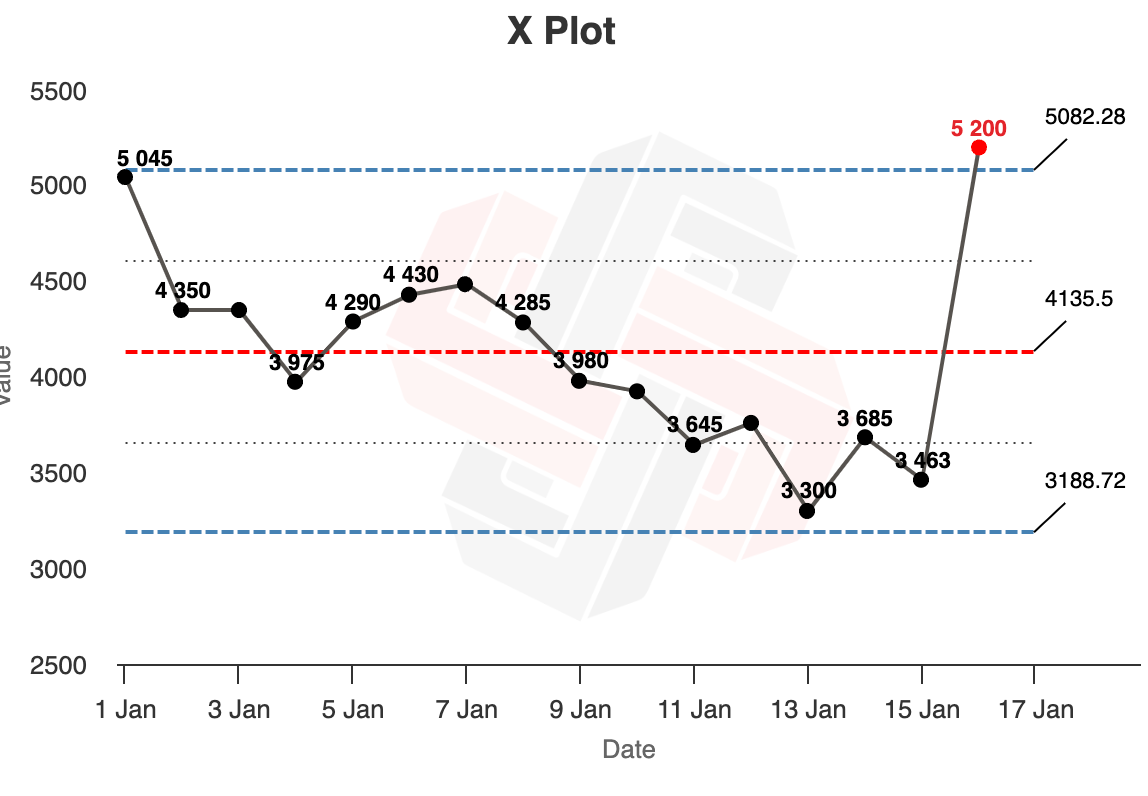 X Plot
5500
5000
4500
4000
3500
3000
2500
Value
5 045
4 350
3 975
4 290
4 430
4 285
3 980
3 645
3 300
3 685
3 463
5 200
5082.28
4135.5
3188.72
1 Jan
3 Jan
5 Jan
7 Jan
9 Jan
11 Jan
13 Jan
15 Jan
17 Jan
Date